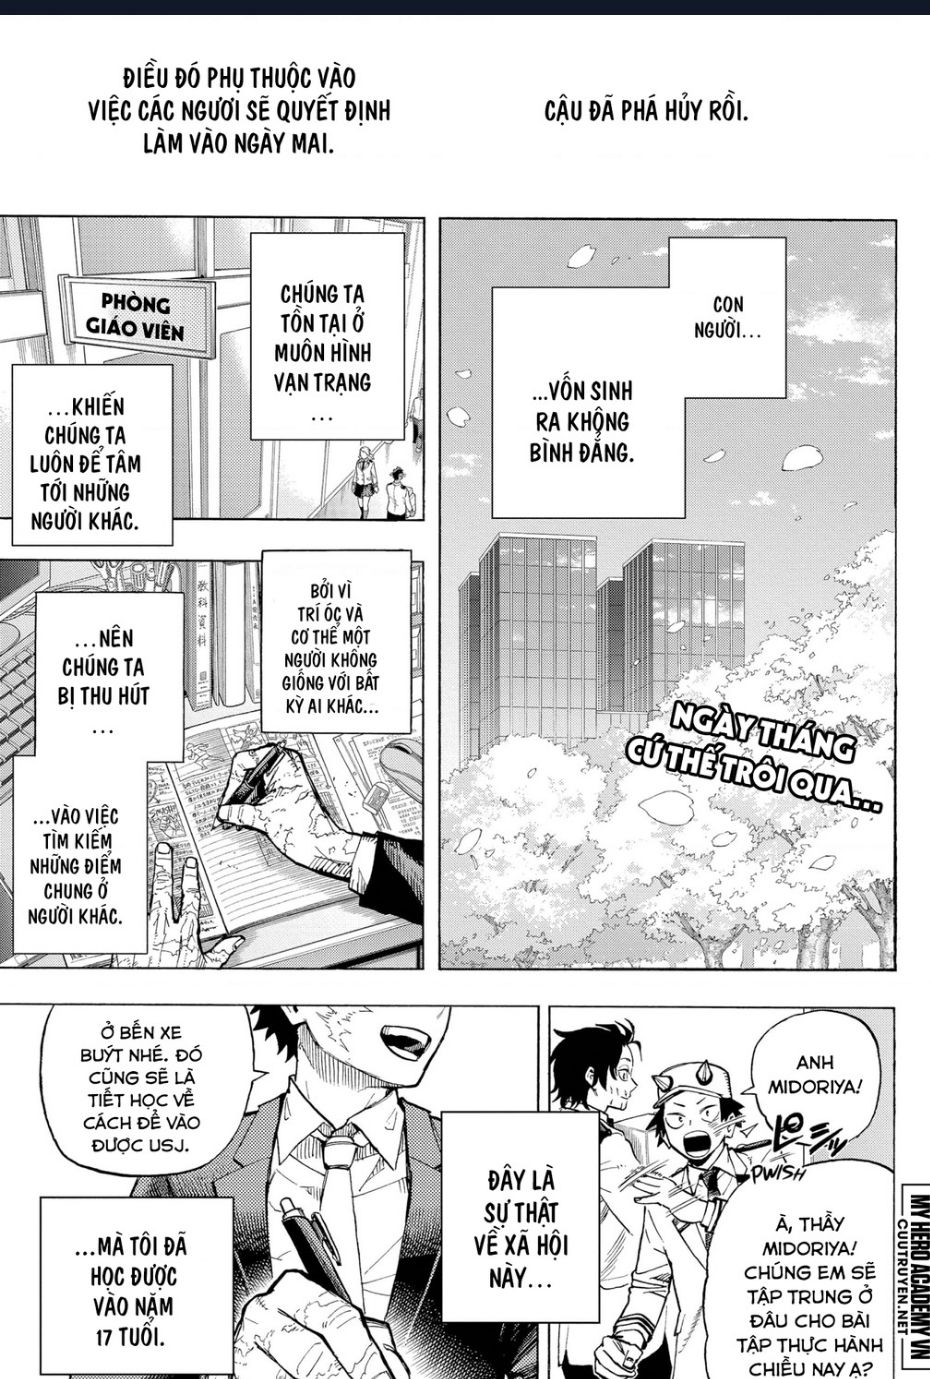 CẬU ĐÃ PHÁ HỦY RỒI.
ĐIỀU ĐÓ PHỤ THUỘC VÀO
VIỆC CÁC NGƯƠI SẼ QUYẾT ĐỊNH
LÀM VÀO NGÀY MAI.
CON
NGƯỜI...
...VỐN SINH
RA KHÔNG
BÌNH ĐẲNG.
NGÀY THÁNG
CỨ THẾ TRÔI QUA...
CHÚNG TA
TỒN TẠI Ở
MUÔN HÌNH
VẠN TRẠNG
...
PHÒNG
GIÁO VIÊN
...KHIẾN
CHÚNG TA
LUÔN ĐỂ TÂM
TỚI NHỮNG
NGƯỜI KHÁC.
BỞI VÌ
TRÍ ÓC VÀ
CƠ THỂ MỘT
NGƯỜI KHÔNG
GIỐNG VỚI BẤT
KỲ AI KHÁC...
教科資料
...NÊN
CHÚNG TA
BỊ THU HÚT
...
...VÀO VIỆC
TÌM KIẾM
NHỮNG ĐIỂM
CHUNG Ở
NGƯỜI KHÁC.
ANH
MIDORIYA!
PWISH
À, THẦY
MIDORIYA!
CHÚNG EM SẼ
TẬP TRUNG Ở
ĐÂU CHO BÀI
TẬP THỰC HÀNH
CHIỀU NAY Ạ?
ĐÂY LÀ
SỰ THẬT
VỀ XÃ HỘI
NÀY...
Ở BẾN XE
BUÝT NHÉ. ĐÓ
CŨNG SẼ LÀ
TIẾT HỌC VỀ
CÁCH ĐỂ VÀO
ĐƯỢC USJ.
...MÀ TÔI ĐÃ
HỌC ĐƯỢC
VÀO NĂM
17 TUỔI.
MY HERO ACADEMY VN
CUUTRUYEN.NET